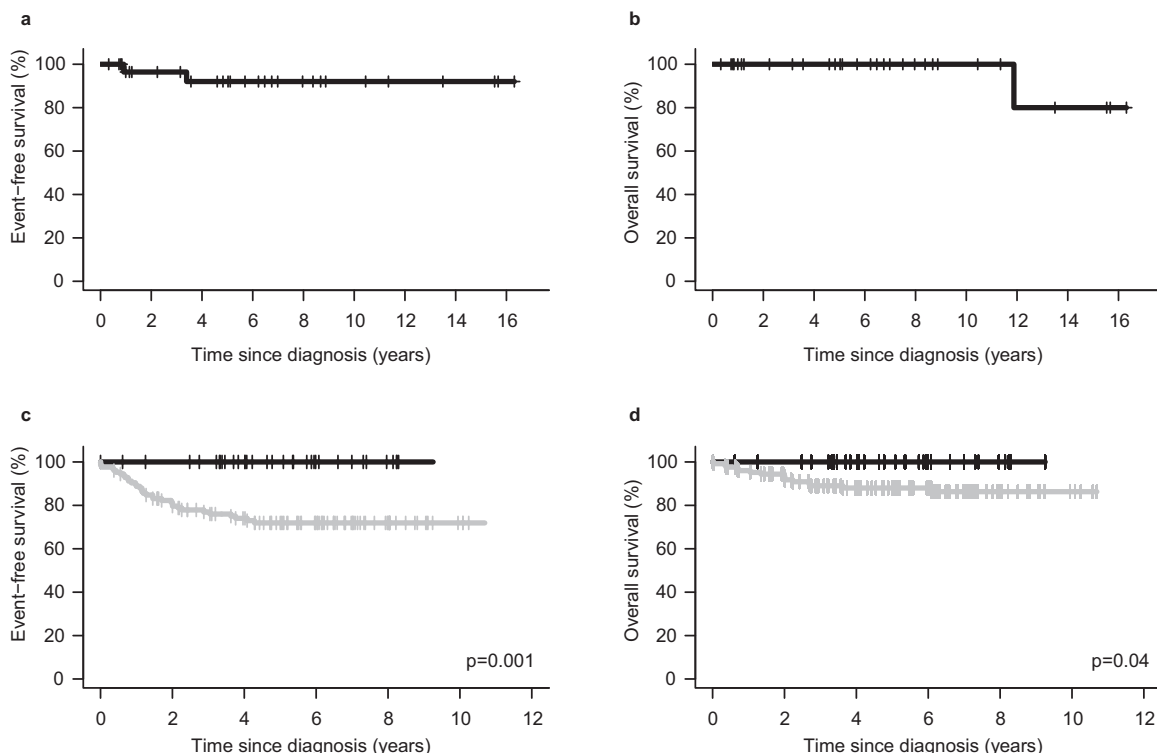 a
Event−free survival (%)
100
80
60
40
20
0
0 2 4 6 8 10 12 14 16
Time since diagnosis (years)
b
Overall survival (%)
100
80
60
40
20
0
0 2 4 6 8 10 12 14 16
Time since diagnosis (years)
c
Event−free survival (%)
100
80
60
40
20
0
p=0.001
0 2 4 6 8 10 12
Time since diagnosis (years)
d
Overall survival (%)
100
80
60
40
20
0
p=0.04
0 2 4 6 8 10 12
Time since diagnosis (years)